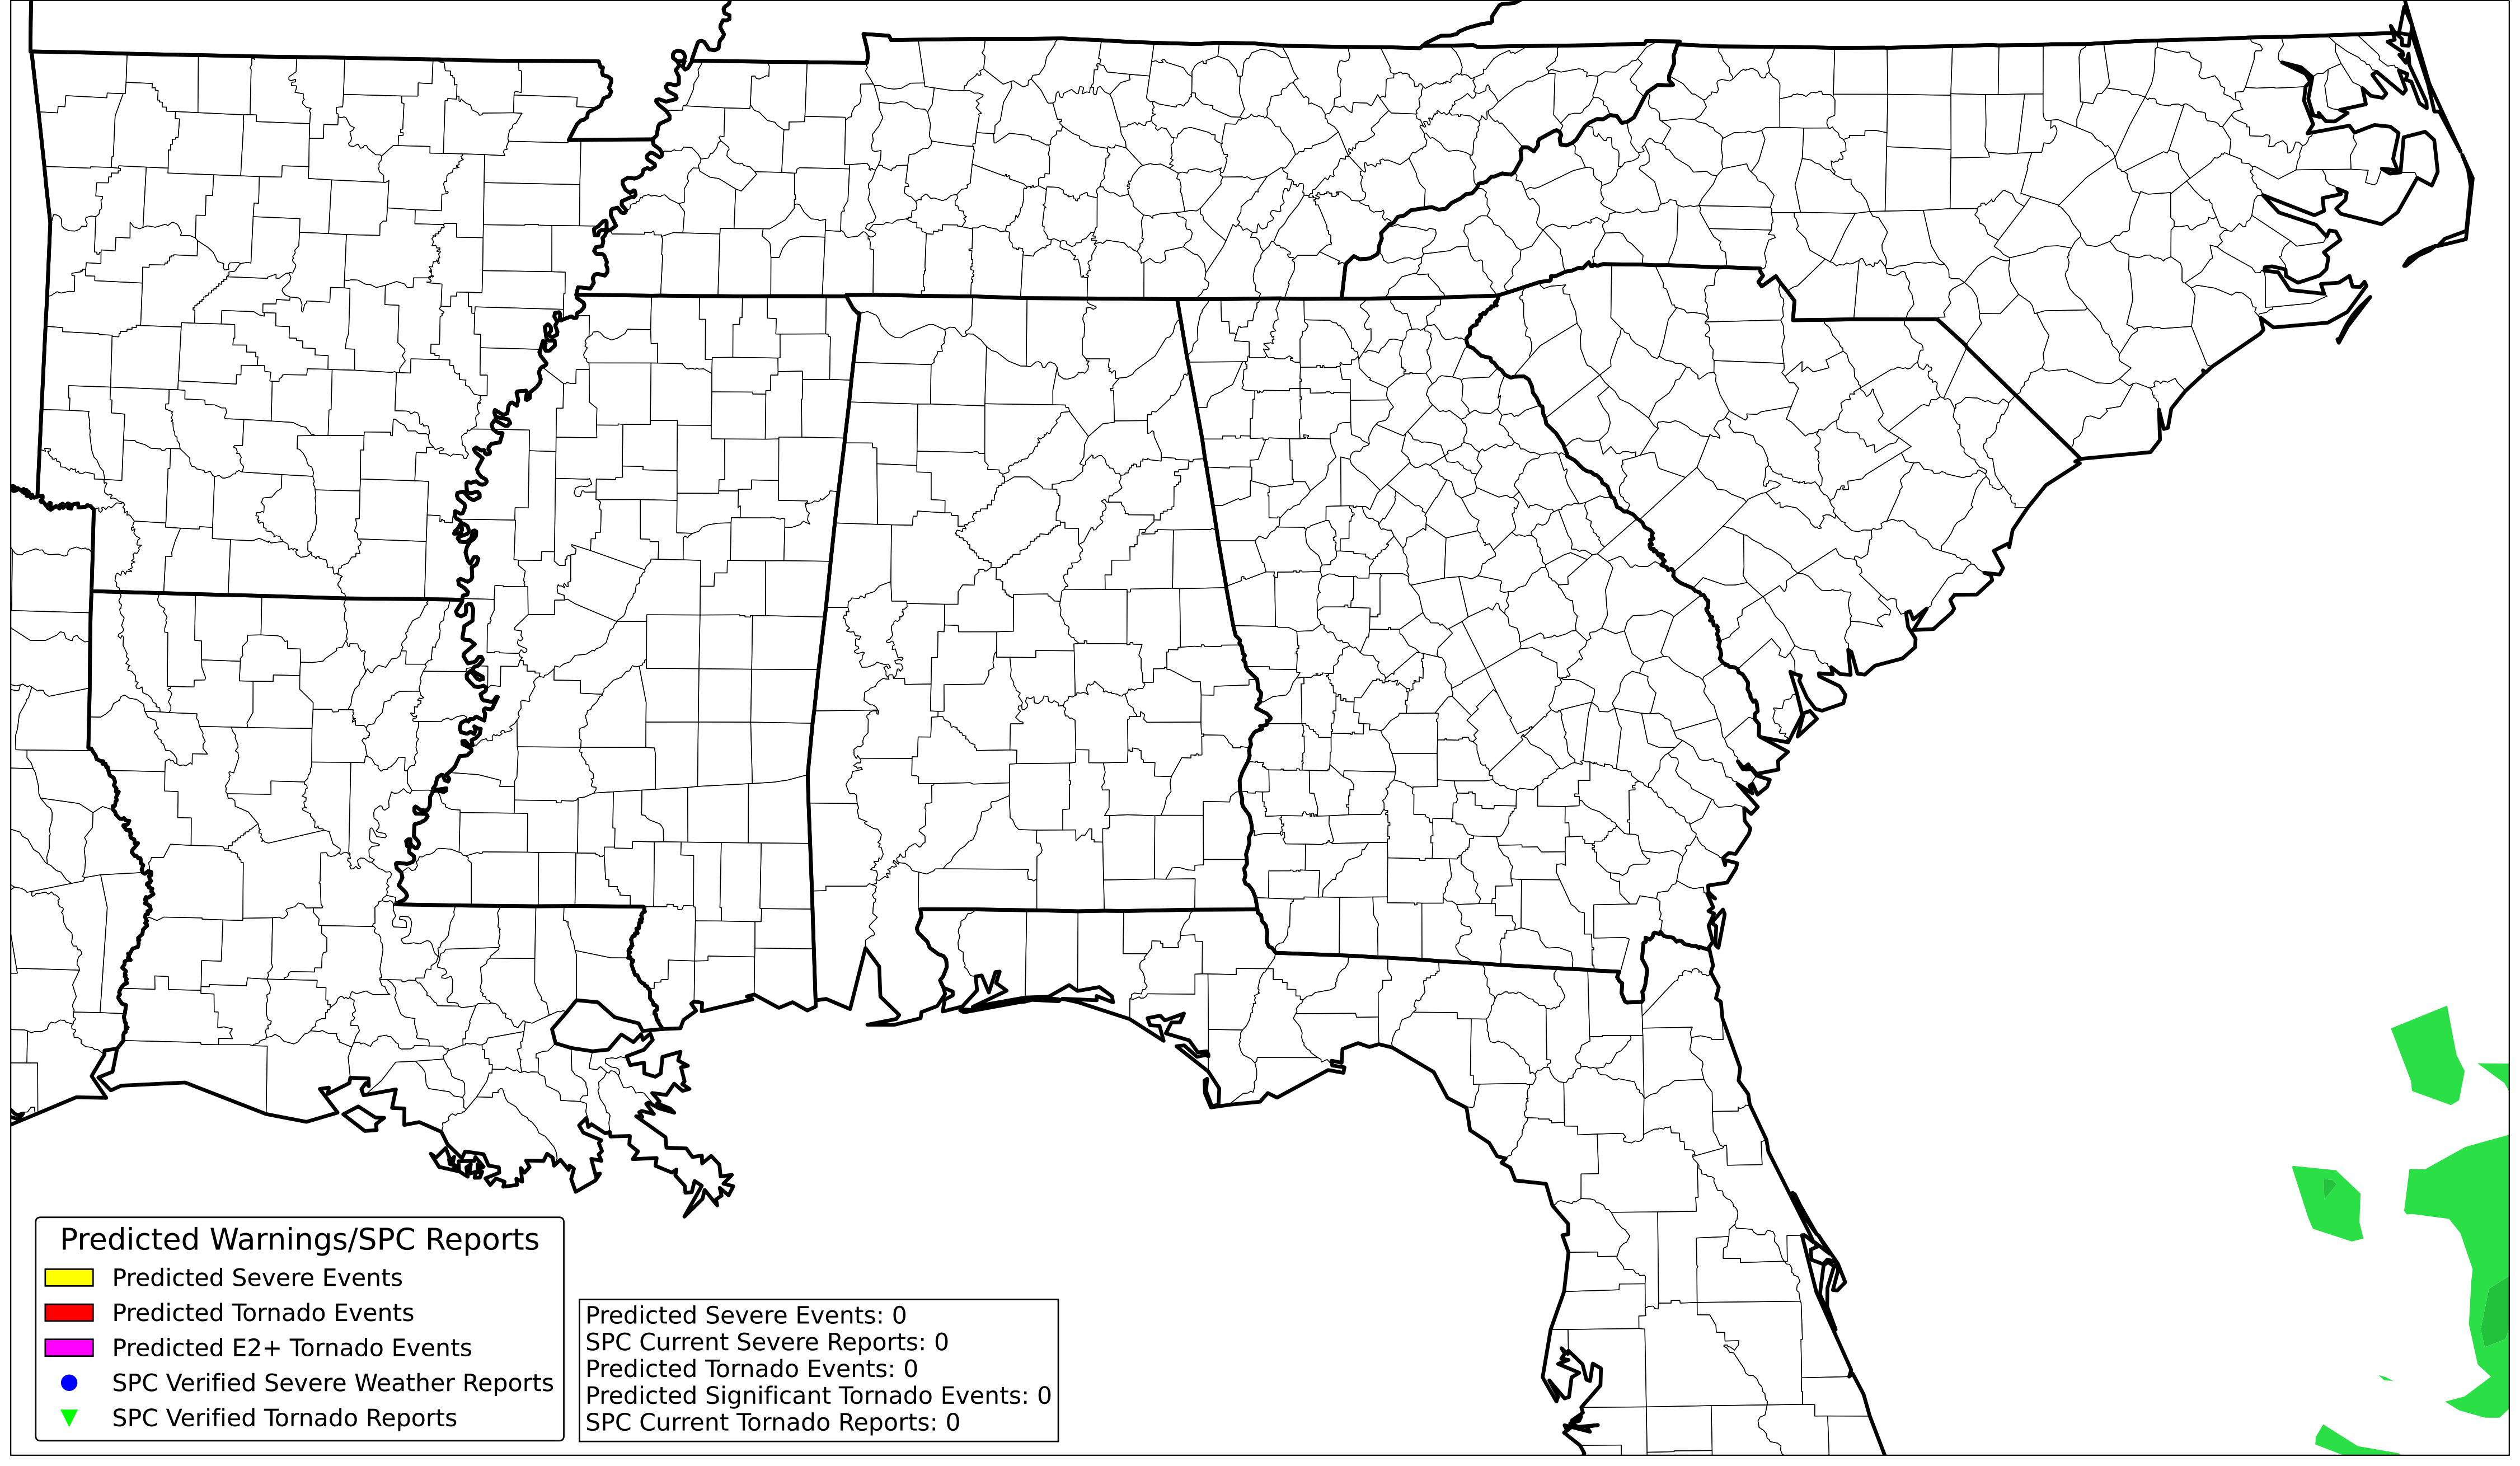 Predicted Warnings/SPC Reports
Predicted Severe Events
Predicted Tornado Events
Predicted E2+ Tornado Events
SPC Verified Severe Weather Reports
SPC Verified Tornado Reports
Predicted Severe Events: 0
SPC Current Severe Reports: 0
Predicted Tornado Events: 0
Predicted Significant Tornado Events: 0
SPC Current Tornado Reports: 0